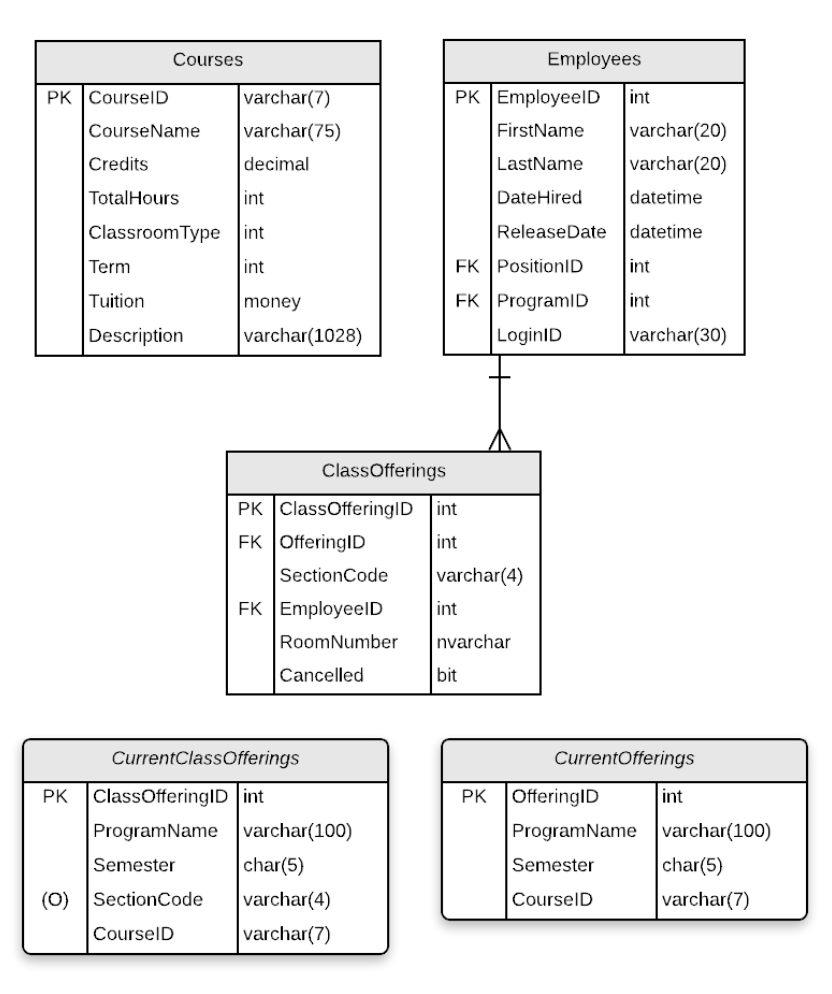 Courses
PK CourseID varchar(7)
CourseName varchar(75)
Credits decimal
TotalHours int
ClassroomType int
Term int
Tuition money
Description varchar(1028)
Employees
PK EmployeeID int
FirstName varchar(20)
LastName varchar(20)
DateHired datetime
ReleaseDate datetime
FK PositionID int
FK ProgramID int
LoginID varchar(30)
ClassOfferings
PK ClassOfferingID int
FK OfferingID int
SectionCode varchar(4)
FK EmployeeID int
RoomNumber nvarchar
Cancelled bit
CurrentClassOfferings
PK ClassOfferingID int
ProgramName varchar(100)
Semester char(5)
(O) SectionCode varchar(4)
CourseID varchar(7)
CurrentOfferings
PK OfferingID int
ProgramName varchar(100)
Semester char(5)
CourseID varchar(7)